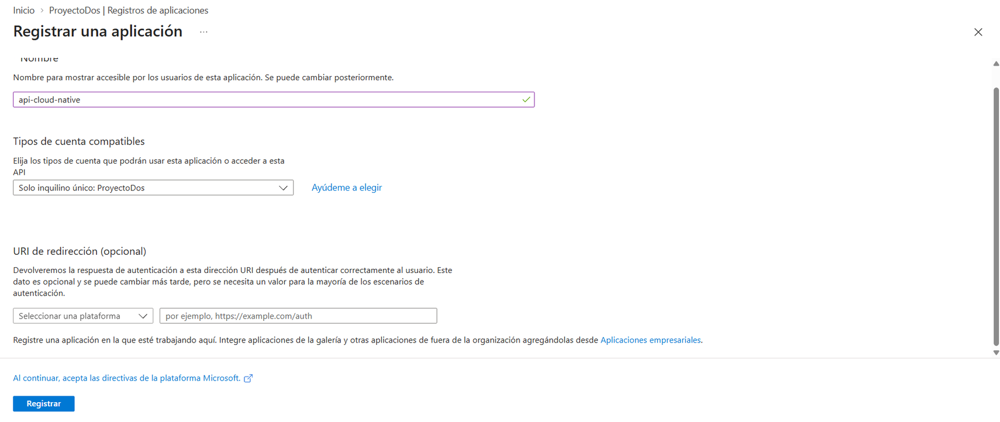 Inicio > ProyectoDos | Registros de aplicaciones
Registrar una aplicación ...
Nombre
Nombre para mostrar accesible por los usuarios de esta aplicación. Se puede cambiar posteriormente.
api-cloud-native
Tipos de cuenta compatibles
Elija los tipos de cuenta que podrán usar esta aplicación o acceder a esta
API
Solo inquilino único: ProyectoDos
Ayúdeme a elegir
URI de redirección (opcional)
Devolveremos la respuesta de autenticación a esta dirección URI después de autenticar correctamente al usuario. Este
dato es opcional y se puede cambiar más tarde, pero se necesita un valor para la mayoría de los escenarios de
autenticación.
Seleccionar una plataforma
por ejemplo, https://example.com/auth
Registre una aplicación en la que esté trabajando aquí. Integre aplicaciones de la galería y otras aplicaciones de fuera de la organización agregándolas desde Aplicaciones empresariales.
Al continuar, acepta las directivas de la plataforma Microsoft.
Registrar